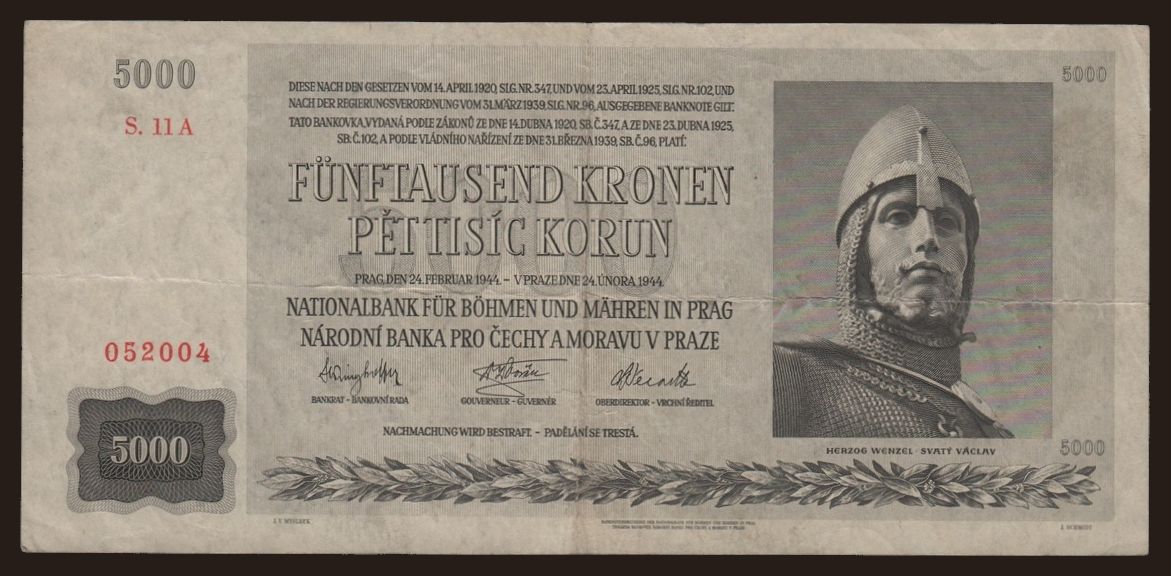 5000
S. 11 A
5000
DIESE NACH DEN GESETZEN VOM 14. APRIL 1920, SLG. NR. 347, UND VOM 23. APRIL 1925, SLG. NR. 102, UND
NACH DER REGIERUNGSVERORDNUNG VOM 31. MÄRZ 1939, SLG. NR. 96, AUSGEGEBENE BANKNOTE GILT.
TATO BANKOVKA, VYDANÁ PODLE ZÁKONŮ ZE DNE 14. DUBNA 1920, SB. Č. 347, A ZE DNE 23. DUBNA 1925,
SB. Č. 102, A PODLE VLÁDNÍHO NAŘÍZENÍ ZE DNE 31. BŘEZNA 1939, SB. Č. 96, PLATÍ.
FÜNFTAUSEND KRONEN
PĚT TISÍC KORUN
PRAG, DEN 24. FEBRUAR 1944. – V PRAZE DNE 24. ÚNORA 1944.
NATIONALBANK FÜR BÖHMEN UND MÄHREN IN PRAG
NÁRODNÍ BANKA PRO ČECHY A MORAVU V PRAZE
052004
BANKRAT – BANKOVNÍ RADA
GOUVERNEUR – GUVERNÉR
OBERDIREKTOR – VRCHNÍ ŘEDITEL
NACHMACHUNG WIRD BESTRAFT. – PADĚLÁNÍ SE TRESTÁ.
5000
HERZOG WENZEL · SVATÝ VÁCLAV
5000
J. V. MYSLBEK
J. SCHMIDT